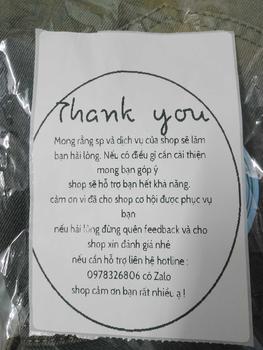 Thank you
Mong rằng sp và dịch vụ của shop sẽ làm
bạn hài lòng. Nếu có điều gì cần cải thiện
mong bạn góp ý
shop sẽ hỗ trợ bạn hết khả năng.
cảm ơn vì đã cho shop cơ hội được phục vụ
bạn
nếu hài lòng đừng quên feedback và cho
shop xin đánh giá nhé
nếu cần hỗ trợ liên hệ hotline :
0978326806 có Zalo
shop cảm ơn bạn rất nhiều ạ !